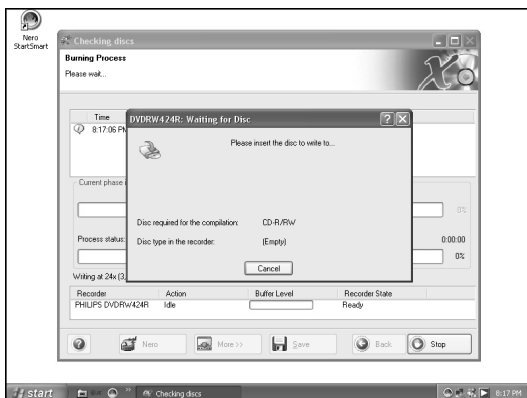 Nero
StartSmart
Checking discs
Burning Process
Please wait...
Time
8:17:06 PM
DVDRW424R: Waiting for Disc
Please insert the disc to write to...
Current phase
0%
Disc required for the compilation: CD-R/RW
Disc type in the recorder: (Empty)
Process status:
0:00:00
0%
Cancel
Writing at 24x (3,
Recorder Action Buffer Level Recorder State
PHILIPS DVDRW424R Idle Ready
Nero More >> Save Back Stop
start Checking discs 8:17 PM